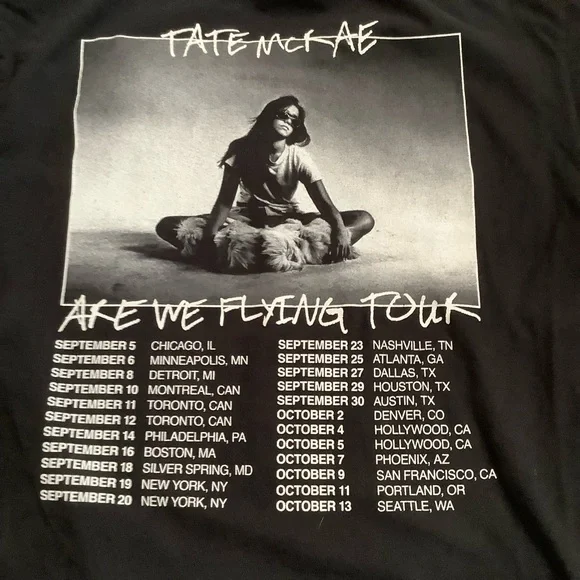 TATE McRAE
ARE WE FLYING TOUR
SEPTEMBER 5 CHICAGO, IL
SEPTEMBER 6 MINNEAPOLIS, MN
SEPTEMBER 8 DETROIT, MI
SEPTEMBER 10 MONTREAL, CAN
SEPTEMBER 11 TORONTO, CAN
SEPTEMBER 12 TORONTO, CAN
SEPTEMBER 14 PHILADELPHIA, PA
SEPTEMBER 16 BOSTON, MA
SEPTEMBER 18 SILVER SPRING, MD
SEPTEMBER 19 NEW YORK, NY
SEPTEMBER 20 NEW YORK, NY
SEPTEMBER 23 NASHVILLE, TN
SEPTEMBER 25 ATLANTA, GA
SEPTEMBER 27 DALLAS, TX
SEPTEMBER 29 HOUSTON, TX
SEPTEMBER 30 AUSTIN, TX
OCTOBER 2 DENVER, CO
OCTOBER 4 HOLLYWOOD, CA
OCTOBER 5 HOLLYWOOD, CA
OCTOBER 7 PHOENIX, AZ
OCTOBER 9 SAN FRANCISCO, CA
OCTOBER 11 PORTLAND, OR
OCTOBER 13 SEATTLE, WA